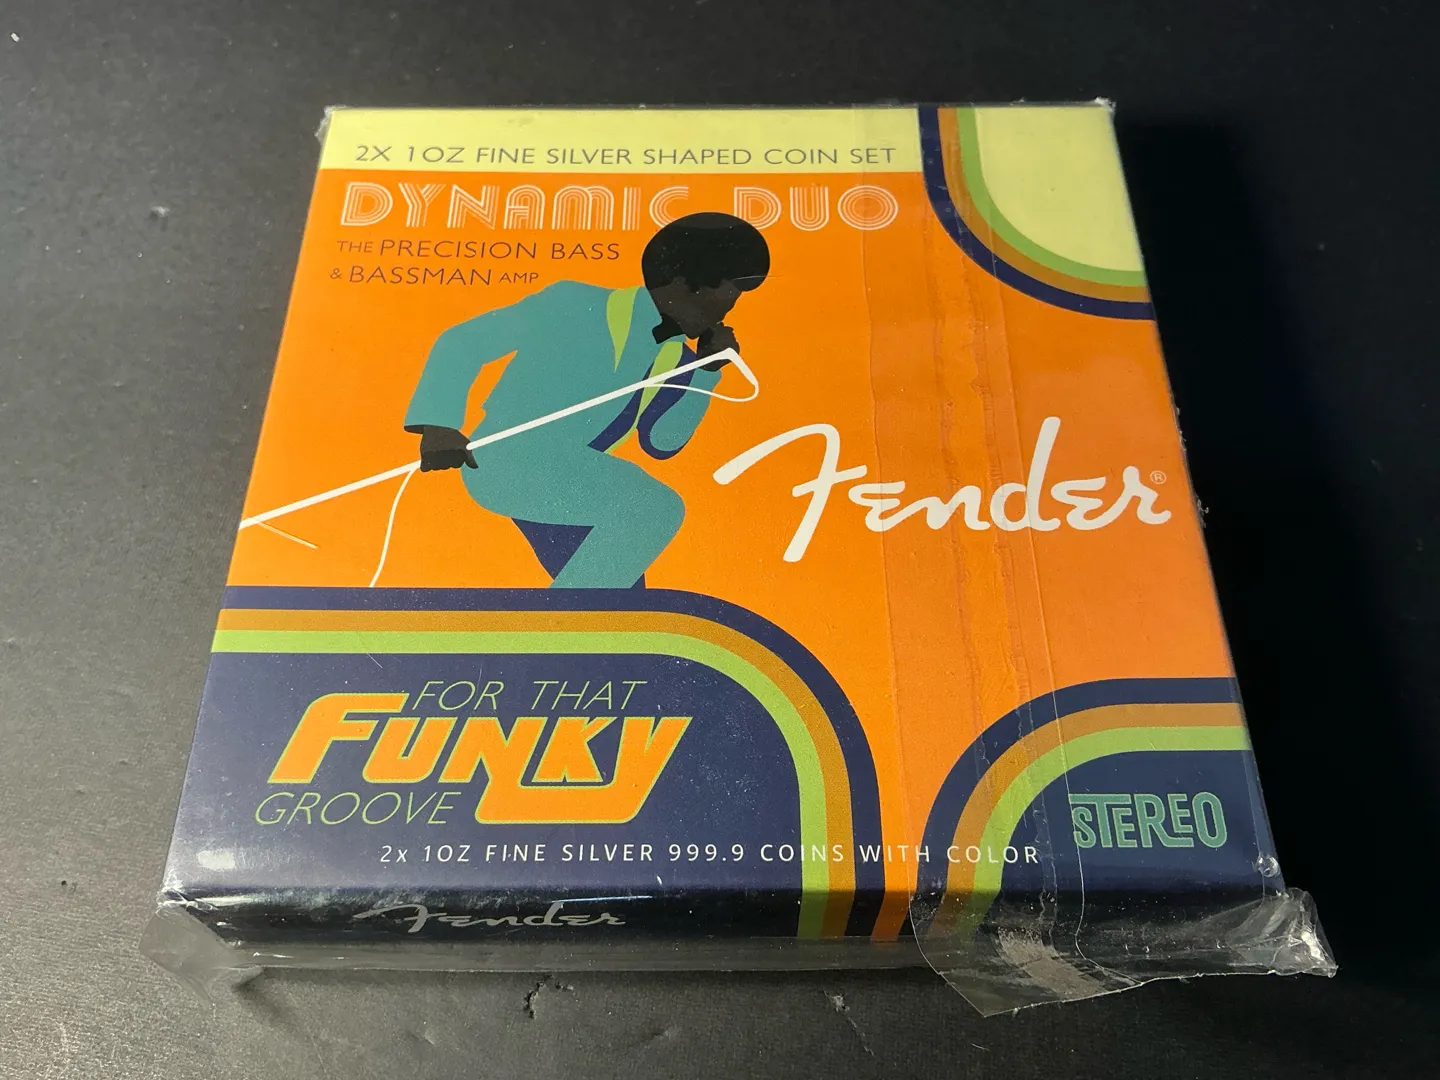 2X 1OZ FINE SILVER SHAPED COIN SET
DYNAMIC DUO
THE PRECISION BASS
& BASSMAN AMP
Fender®
FOR THAT
FUNKY
GROOVE
STEREO
2x 1OZ FINE SILVER 999.9 COINS WITH COLOR
Fender